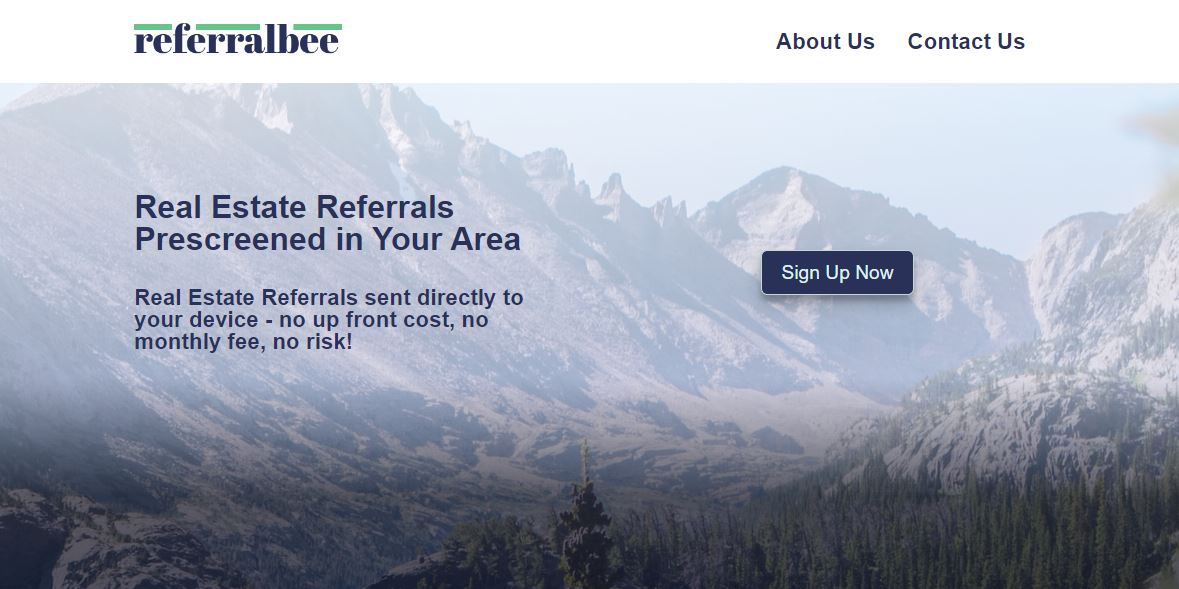 referralbee
About Us
Contact Us
Real Estate Referrals
Prescreened in Your Area
Sign Up Now
Real Estate Referrals sent directly to
your device - no up front cost, no
monthly fee, no risk!